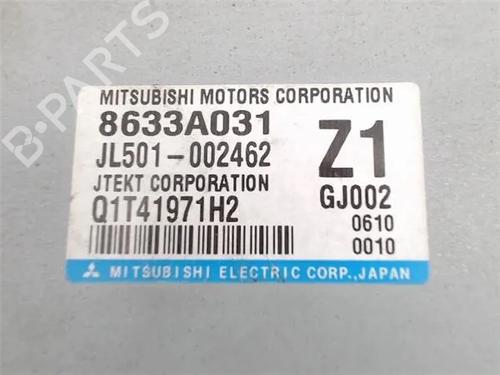 B-PARTS
MITSUBISHI MOTORS CORPORATION
8633A031
Z1
JL501-002462
JTEKT CORPORATION
GJ002
Q1T41971H2
0610
0010
MITSUBISHI ELECTRIC CORP.,JAPAN